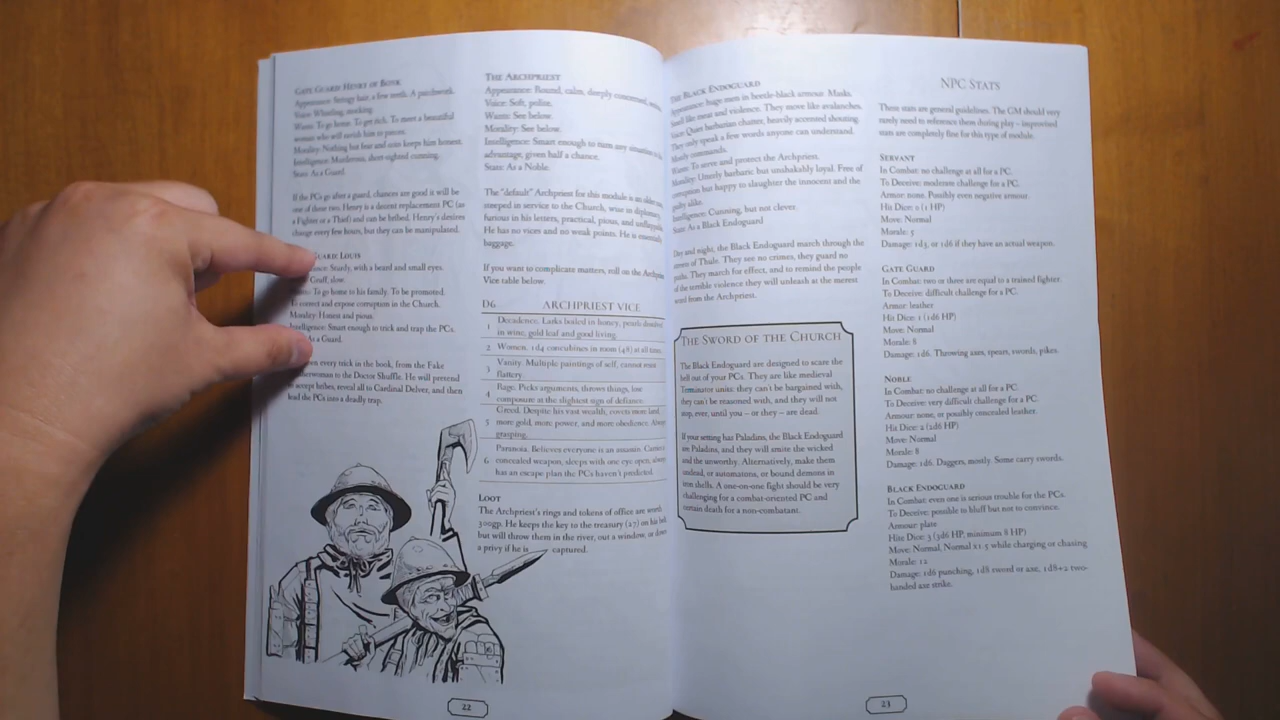 Gate Guard Henry of Bonk
Appearance: Stringy hair, a few teeth. A patchwork.
Voice: Whistling, mocking.
Want: To go home. To get rich. To meet a beautiful
woman who will ravish him in
Morality: Nothing but fear and coin keeps him honest.
Intelligence: Murderous, short-sighted cunning.
Stats: As a Guard.
If the PCs go after a guard, chances are good it will be
one of these two. Henry is a decent replacement PC (as
a Fighter or a Thief) and can be bribed. Henry's desires
change every few hours, but they can be manipulated.
Guard Louis
Sturdy, with a beard and small eyes.
Gruff, slow.
To go home to his family. To be promoted.
To correct and expose corruption in the Church.
Morality: Honest and pious.
Intelligence: Smart enough to trick and trap the PCs.
As a Guard.
every trick in the book, from the Fake
to the Doctor Shuffle. He will pretend
to accept bribes, reveal all to Cardinal Delver, and then
lead the PCs into a deadly trap.
22
The Archpriest
Appearance: Round, calm, deeply concerned,
Voice: Soft, polite.
Want: See below.
Morality: See below.
Intelligence: Smart enough to turn any situation to his
advantage, given half a chance.
Stats: As a Noble.
The "default" Archpriest for this module is an older man,
steeped in service to the Church, wise in diplomacy,
furious in his letters, practical, pious, and unflappable.
He has no vices and no weak points. He is essentially
luggage.
If you want to complicate matters, roll on the Archpriest
Vice table below.
D6 Archpriest Vice
1 Decadence. Larks boiled in honey, pearls dissolved
in wine, gold leaf and good living.
2 Women. 1d4 concubines in room (48) at all times.
3 Vanity. Multiple paintings of self, cannot resist
flattery.
4 Rage. Picks arguments, throws things, lose
composure at the slightest sign of defiance.
5 Greed. Despite his vast wealth, covets more land,
more gold, more power, and more obedience. Always
grasping.
6 Paranoia. Believes everyone is an assassin. Carries
concealed weapon, sleeps with one eye open, always
has an escape plan the PCs haven't predicted.
Loot
The Archpriest's rings and tokens of office are worth
300gp. He keeps the key to the treasury (27) on his belt
but will throw them in the river, out a window, or down
a privy if he is captured.
The Black Endoguard
Appearance: huge men in beetle-black armour. Masks.
Smell like meat and violence. They move like avalanches.
Voice: Quiet barbarian chatter, heavily accented shouting.
They only speak a few words anyone can understand.
Mostly commands.
Want: To serve and protect the Archpriest.
Morality: Utterly barbaric but unshakably loyal. Free of
corruption but happy to slaughter the innocent and the
guilty alike.
Intelligence: Cunning, but not clever.
Stats: As a Black Endoguard
Day and night, the Black Endoguard march through the
streets of Thule. They see no crimes, they guard no
paths. They march for effect, and to remind the people
of the terrible violence they will unleash at the merest
word from the Archpriest.
The Sword of the Church
The Black Endoguard are designed to scare the
hell out of your PCs. They are like medieval
Terminator units: they can't be bargained with,
they can't be reasoned with, and they will not
stop, ever, until you – or they – are dead.
If your setting has Paladins, the Black Endoguard
are Paladins, and they will smite the wicked
and the unworthy. Alternatively, make them
undead, or automatons, or bound demons in
iron shells. A one-on-one fight should be very
challenging for a combat-oriented PC and
certain death for a non-combatant.
NPC Stats
These stats are general guidelines. The GM should very
rarely need to reference them during play – improvised
stats are completely fine for this type of module.
Servant
In Combat: no challenge at all for a PC.
To Deceive: moderate challenge for a PC.
Armor: none. Possibly even negative armor.
Hit Dice: 0 (1 HP)
Move: Normal
Morale: 5
Damage: 1d3, or 1d6 if they have an actual weapon.
Gate Guard
In Combat: two or three are equal to a trained fighter.
To Deceive: difficult challenge for a PC.
Armor: leather
Hit Dice: 1 (1d6 HP)
Move: Normal
Morale: 8
Damage: 1d6. Throwing axes, spears, swords, pikes.
Noble
In Combat: no challenge at all for a PC.
To Deceive: very difficult challenge for a PC.
Armour: none, or possibly concealed leather.
Hit Dice: 2 (2d6 HP)
Move: Normal
Morale: 8
Damage: 1d6. Daggers, mostly. Some carry swords.
Black Endoguard
In Combat: even one is serious trouble for the PCs.
To Deceive: possible to bluff but not to convince.
Armour: plate
Hite Dice: 3 (3d6 HP, minimum 8 HP)
Move: Normal, Normal x1.5 while charging or chasing
Morale: 12
Damage: 1d6 punching, 1d8 sword or axe, 1d8+2 two-
handed axe strike.
23